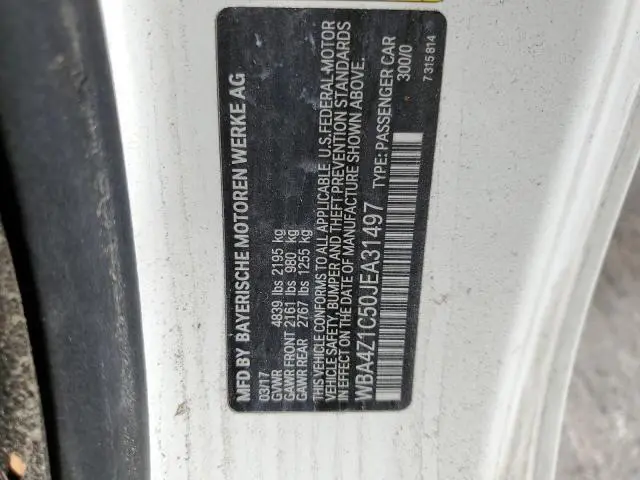 MFD BY BAYERISCHE MOTOREN WERKE AG
03/17
GVWR 4839 lbs 2195 kg
GAWR FRONT 2161 lbs 980 kg
GAWR REAR 2767 lbs 1255 kg
THIS VEHICLE CONFORMS TO ALL APPLICABLE U.S. FEDERAL MOTOR
VEHICLE SAFETY, BUMPER AND THEFT PREVENTION STANDARDS
IN EFFECT ON THE DATE OF MANUFACTURE SHOWN ABOVE.
WBA4Z1C50JEA31497 TYPE: PASSENGER CAR
300/0
7315814